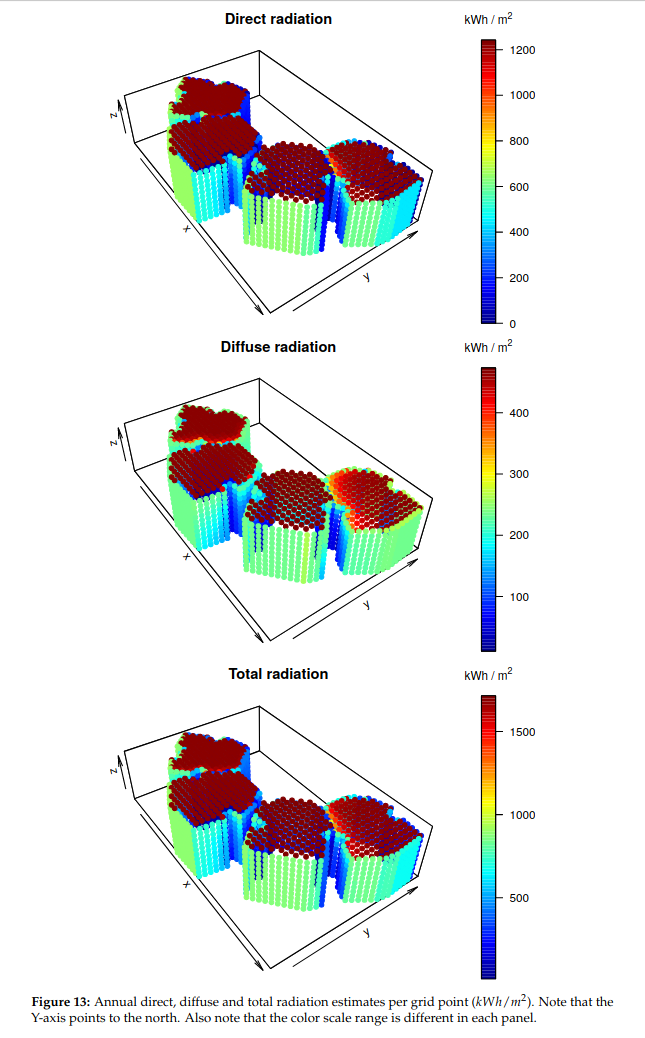 Direct radiation
kWh / m2
z
x
y
1200
1000
800
600
400
200
0
Diffuse radiation
kWh / m2
z
x
y
400
300
200
100
Total radiation
kWh / m2
z
x
y
1500
1000
500
Figure 13: Annual direct, diffuse and total radiation estimates per grid point (kWh/m2). Note that the
Y-axis points to the north. Also note that the color scale range is different in each panel.